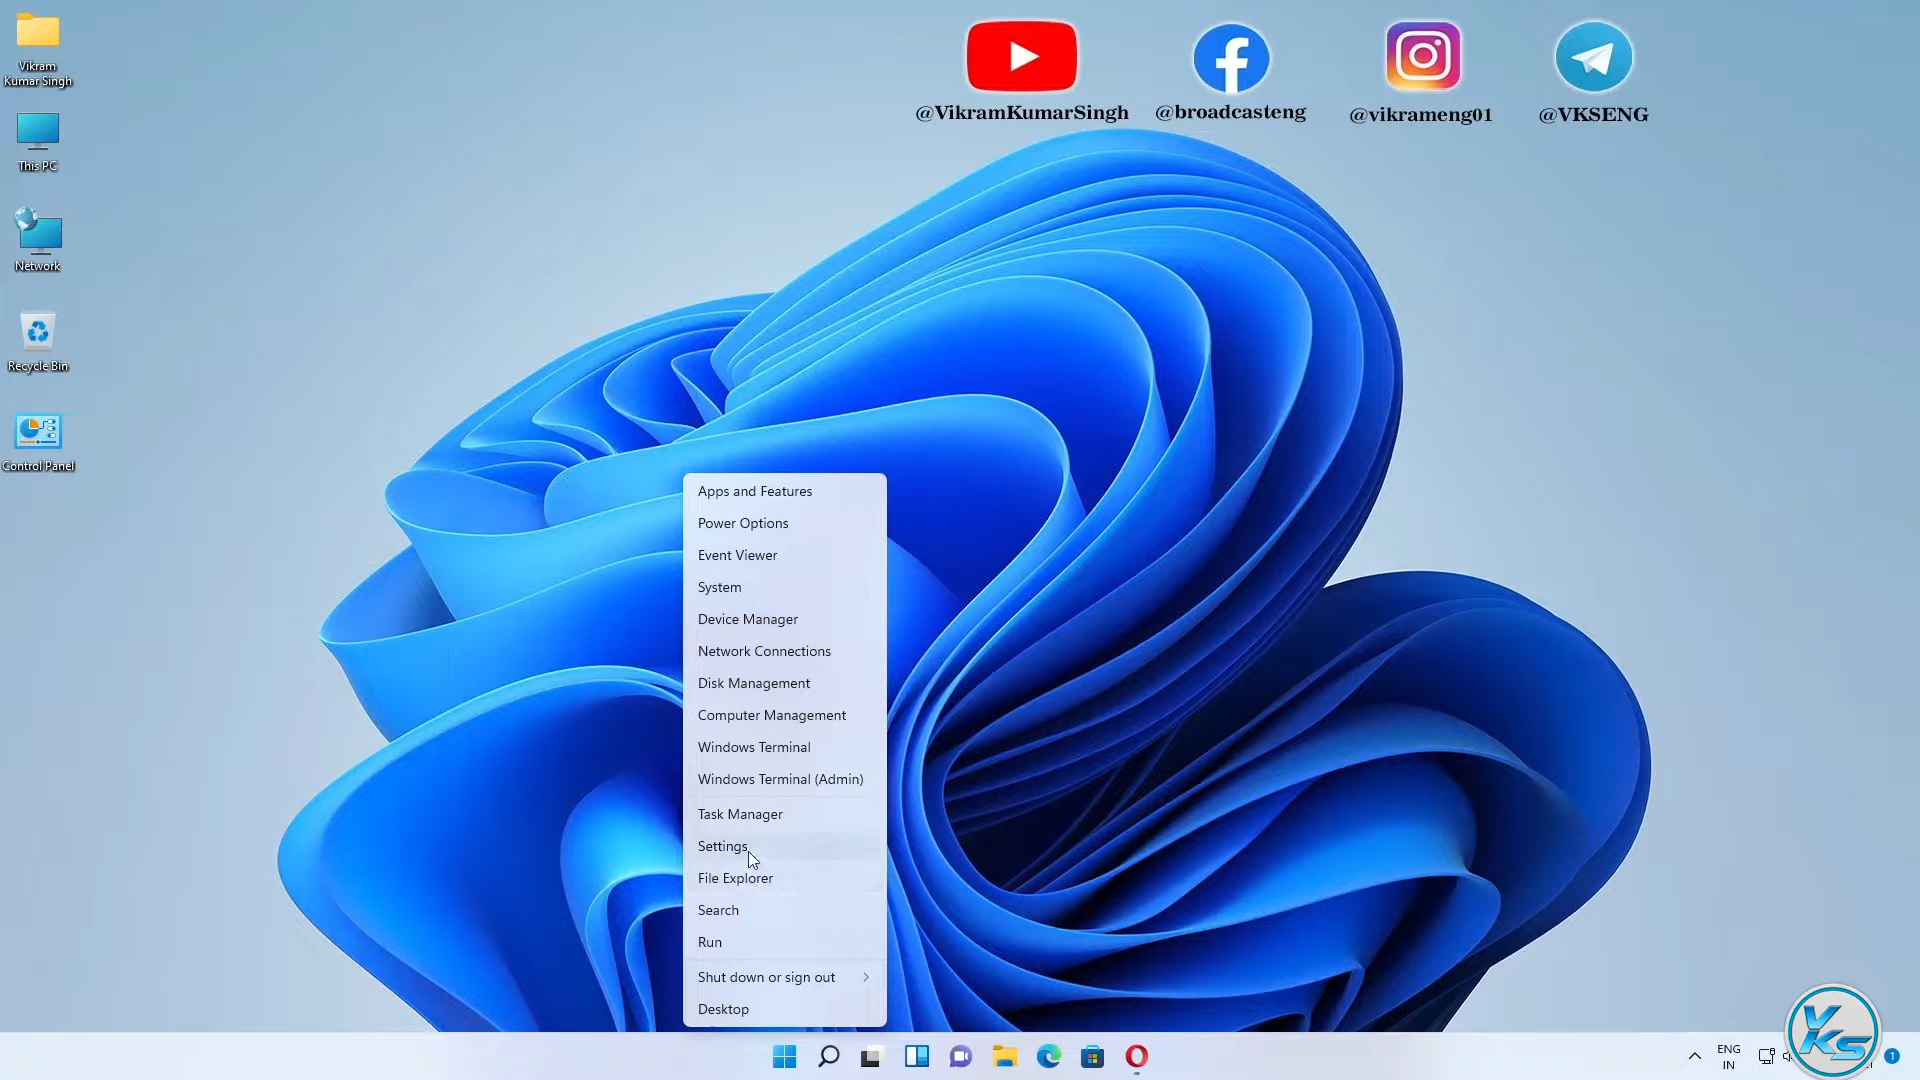 Vikram
Kumar Singh
This PC
Network
Recycle Bin
Control Panel
@VikramKumarSingh
@broadcasteng
@vikrameng01
@VKSENG
Apps and Features
Power Options
Event Viewer
System
Device Manager
Network Connections
Disk Management
Computer Management
Windows Terminal
Windows Terminal (Admin)
Task Manager
Settings
File Explorer
Search
Run
Shut down or sign out
Desktop
ENG
IN
VKS
1